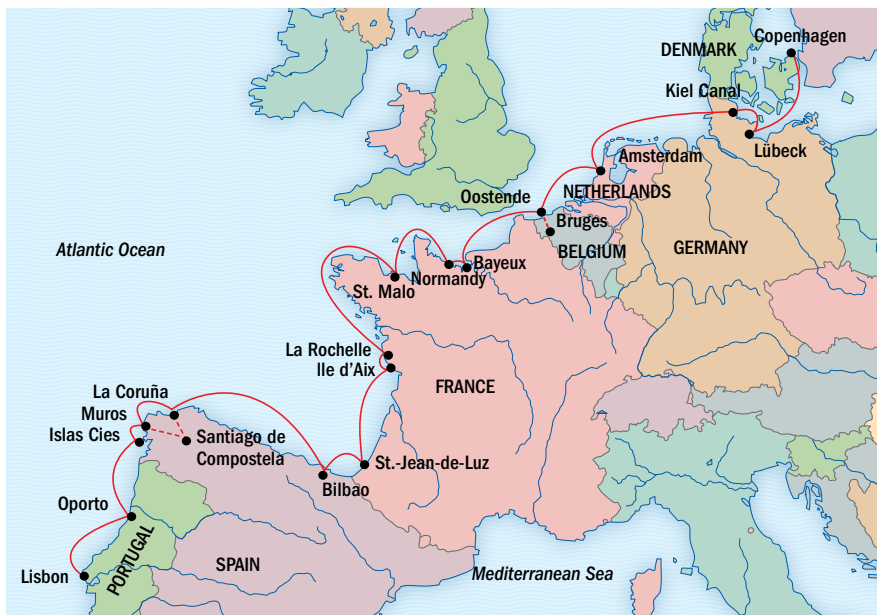 Copenhagen
DENMARK
Kiel Canal
Lübeck
Amsterdam
NETHERLANDS
Oostende
Bruges
BELGIUM
GERMANY
Atlantic Ocean
Bayeux
Normandy
St. Malo
La Rochelle
Ile d’Aix
FRANCE
La Coruña
Muros
Islas Cies
Santiago de
Compostela
St.-Jean-de-Luz
Bilbao
Oporto
PORTUGAL
SPAIN
Lisbon
Mediterranean Sea